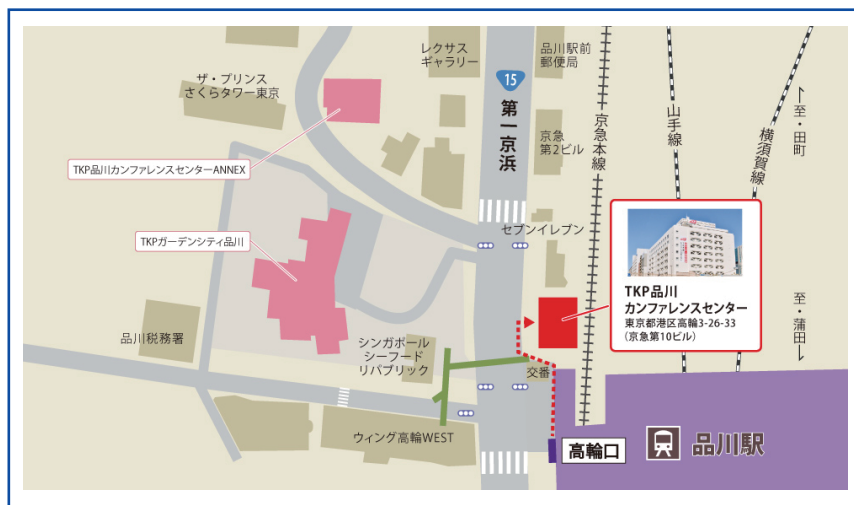 レクサス
ギャラリー
品川駅前
郵便局
ザ・プリンス
さくらタワー東京
15
第一京浜
京急
第2ビル
京急本線
山手線
横須賀線
至・田町
TKP品川カンファレンスセンターANNEX
TKPガーデンシティ品川
セブンイレブン
TKP品川
カンファレンスセンター
東京都港区高輪3-26-33
(京急第10ビル)
至・蒲田
品川税務署
シンガポール
シーフード
リパブリック
交番
ウィング高輪WEST
高輪口
品川駅